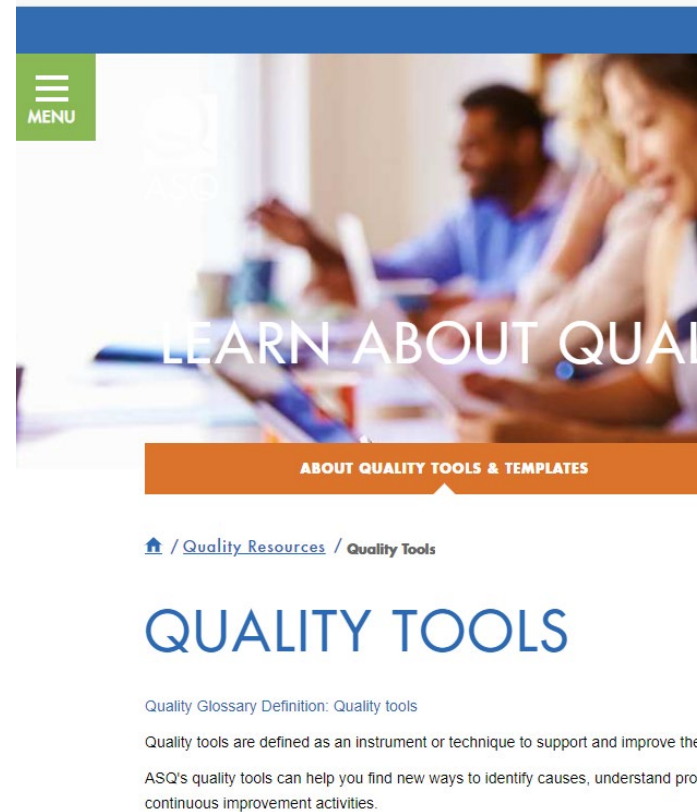 MENU
ASQ
LEARN ABOUT QUAL
ABOUT QUALITY TOOLS & TEMPLATES
/ Quality Resources / Quality Tools
QUALITY TOOLS
Quality Glossary Definition: Quality tools
Quality tools are defined as an instrument or technique to support and improve the
ASQ's quality tools can help you find new ways to identify causes, understand pro
continuous improvement activities.